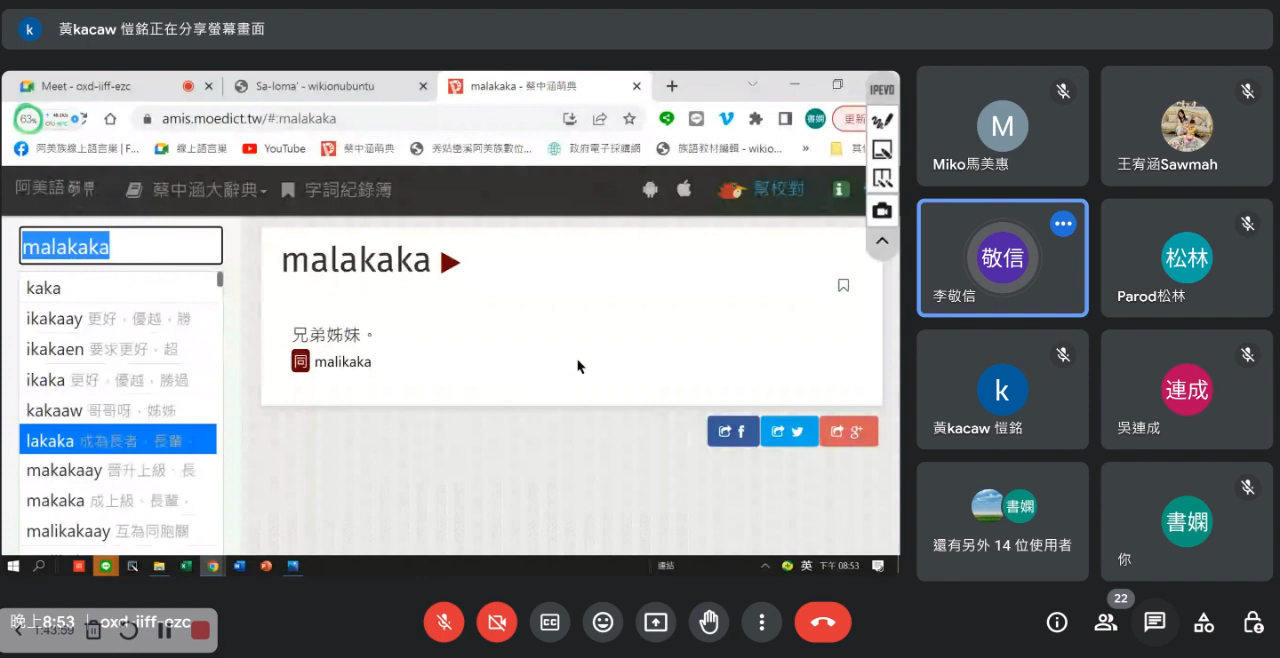 k 黃kacaw 愷銘正在分享螢幕畫面
Meet - oxd-iiff-ezc
Sa-loma' - wikionubuntu
malakaka - 蔡中涵萌典
IPEVO
63%
amis.moedict.tw/#:malakaka
書嫻
更新
阿美族線上語言巢 | F...
線上語言巢
YouTube
蔡中涵萌典
秀姑巒溪阿美族數位...
政府電子採購網
族語教材編輯 - wikio...
»
阿美語萌典
蔡中涵大辭典
字詞紀錄簿
幫校對
malakaka
kaka
ikakaay 更好。優越。勝
ikakaen 要求更好，超
ikaka 更好。優越。勝過
kakaaw 哥哥呀，姊姊
lakaka 成為長者，長輩，
makakaay 晉升上級，長
makaka 成上級，長輩，
malikakaay 互為同胞關
malakaka
兄弟姊妹。
同 malikaka
英 下午 08:53
M
Miko馬美惠
王宥涵Sawmah
敬信
李敬信
松林
Parod松林
k
黃kacaw 愷銘
連成
吳連成
書嫻
還有另外 14 位使用者
書嫻
你
晚上8:53 | oxd-iiff-ezc
1:43:59
22